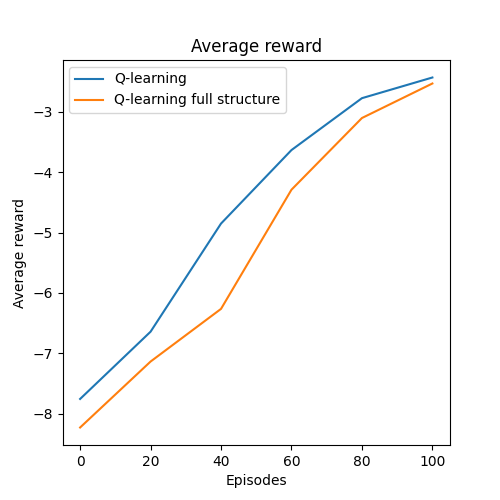 Average reward
Q-learning
Q-learning full structure
Average reward
−3
−4
−5
−6
−7
−8
0 20 40 60 80 100
Episodes